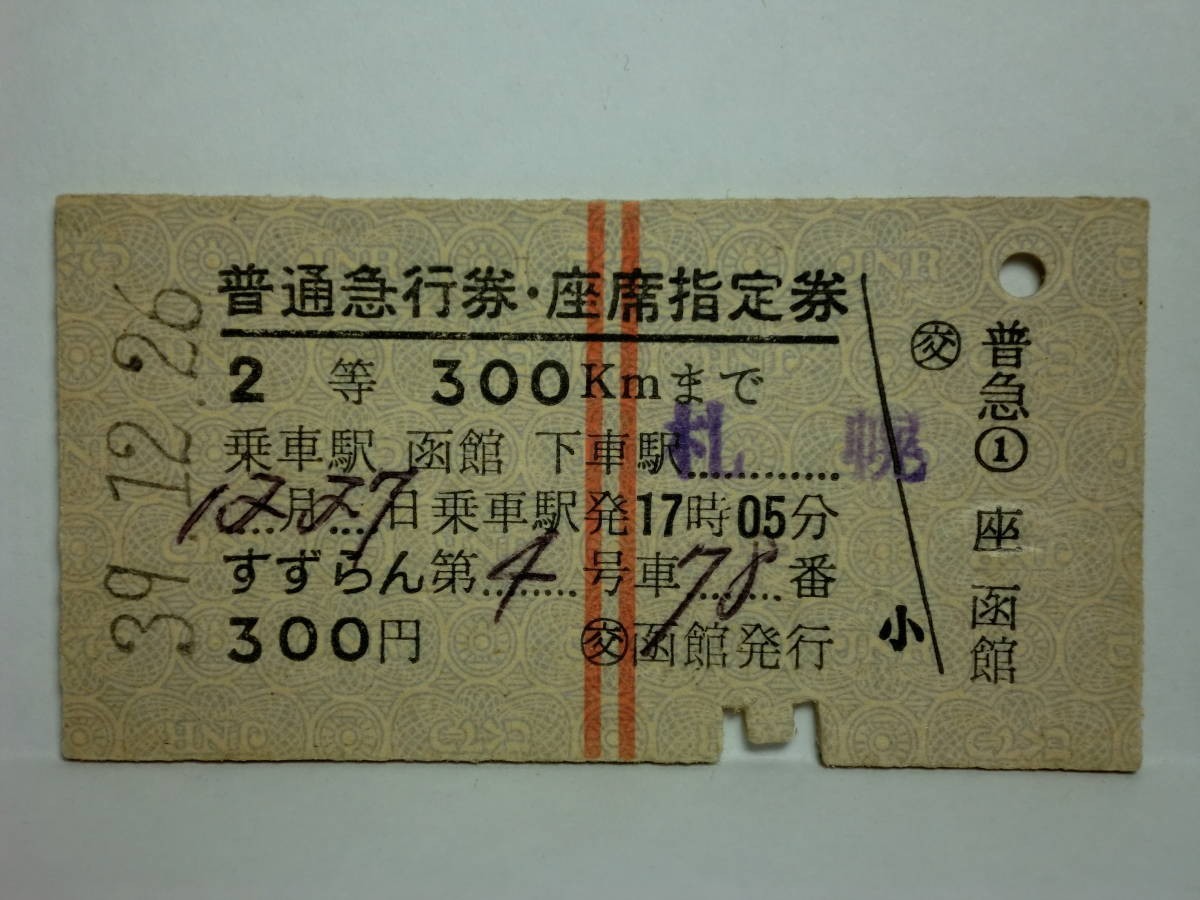 普通急行券・座席指定券
2 等 300Kmまで
乗車駅 函館 下車駅 札幌
12月27日乗車駅発17時05分
すずらん第4号車78番
300円 ㊋函館発行
39.12.26
小
普急① 座 函館
交